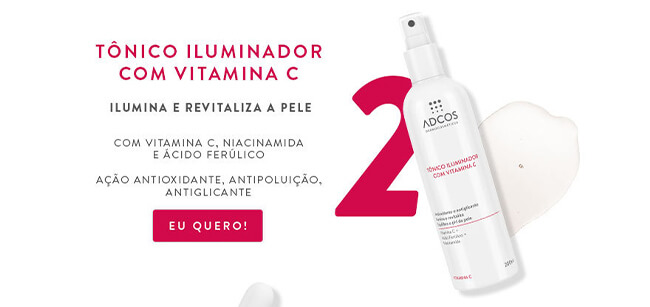 TÔNICO ILUMINADOR
COM VITAMINA C
ILUMINA E REVITALIZA A PELE
COM VITAMINA C, NIACINAMIDA
E ÁCIDO FERÚLICO
AÇÃO ANTIOXIDANTE, ANTIPOLUIÇÃO,
ANTIGLICANTE
EU QUERO!
2
ADCOS
TÔNICO ILUMINADOR
COM VITAMINA C
VITAMINA C